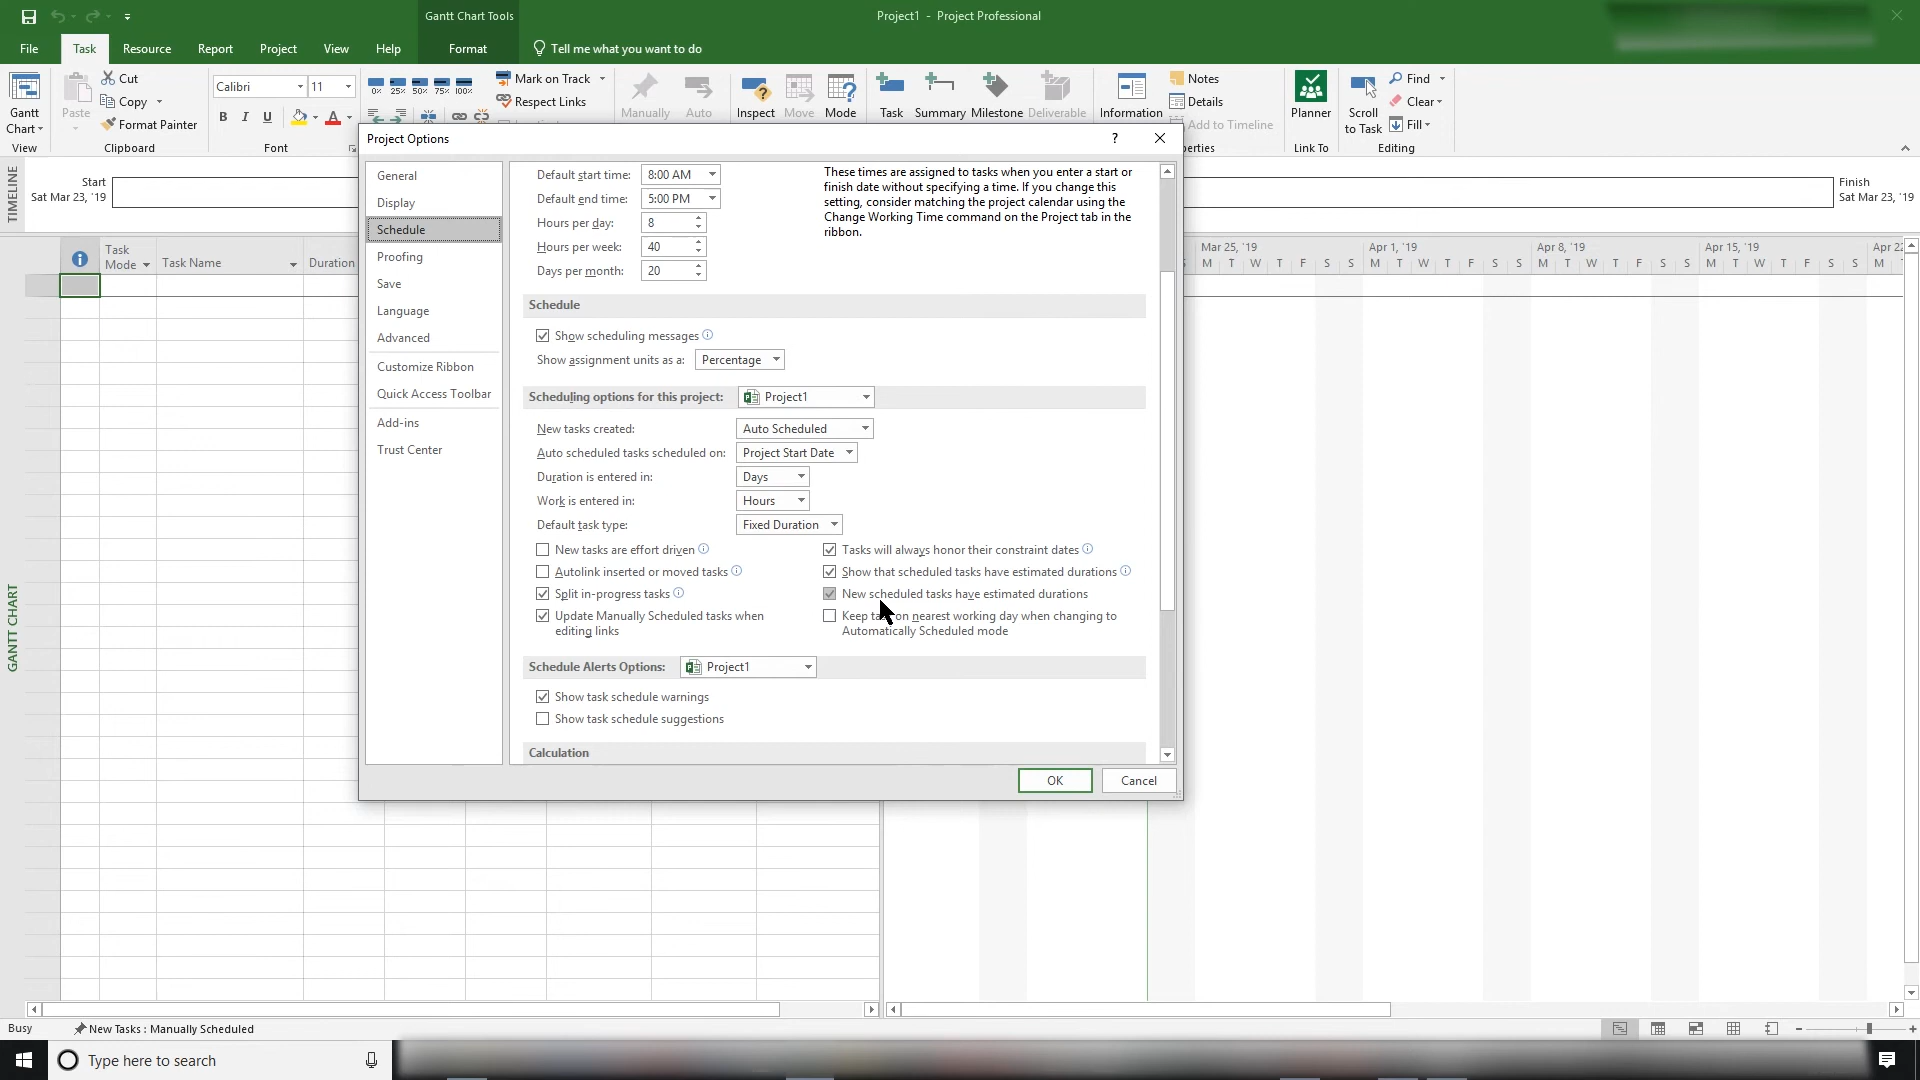 Gantt Chart Tools
Project1 - Project Professional
File
Task
Resource
Report
Project
View
Help
Format
Tell me what you want to do
Gantt
Chart
View
Paste
Cut
Copy
Format Painter
Clipboard
Calibri
11
B I U
A
Font
0% 25% 50% 75% 100%
Mark on Track
Respect Links
Manually
Auto
Inspect
Move
Mode
Task
Summary
Milestone
Deliverable
Information
Notes
Details
Add to Timeline
perties
Planner
Link To
Scroll
to Task
Find
Clear
Fill
Editing
TIMELINE
Start
Sat Mar 23, '19
Finish
Sat Mar 23, '19
Task
Mode
Task Name
Duration
Mar 25, '19
Apr 1, '19
Apr 8, '19
Apr 15, '19
Apr 22
M T W T F S S M T W T F S S M T W T F S S M T W T F S S M
GANTT CHART
Project Options
?
General
Display
Schedule
Proofing
Save
Language
Advanced
Customize Ribbon
Quick Access Toolbar
Add-ins
Trust Center
Default start time: 8:00 AM
Default end time: 5:00 PM
Hours per day: 8
Hours per week: 40
Days per month: 20
These times are assigned to tasks when you enter a start or
finish date without specifying a time. If you change this
setting, consider matching the project calendar using the
Change Working Time command on the Project tab in the
ribbon.
Schedule
Show scheduling messages
Show assignment units as a: Percentage
Scheduling options for this project: Project1
New tasks created: Auto Scheduled
Auto scheduled tasks scheduled on: Project Start Date
Duration is entered in: Days
Work is entered in: Hours
Default task type: Fixed Duration
New tasks are effort driven
Autolink inserted or moved tasks
Split in-progress tasks
Update Manually Scheduled tasks when
editing links
Tasks will always honor their constraint dates
Show that scheduled tasks have estimated durations
New scheduled tasks have estimated durations
Keep ta on nearest working day when changing to
Automatically Scheduled mode
Schedule Alerts Options: Project1
Show task schedule warnings
Show task schedule suggestions
Calculation
OK
Cancel
Busy
New Tasks : Manually Scheduled
Type here to search